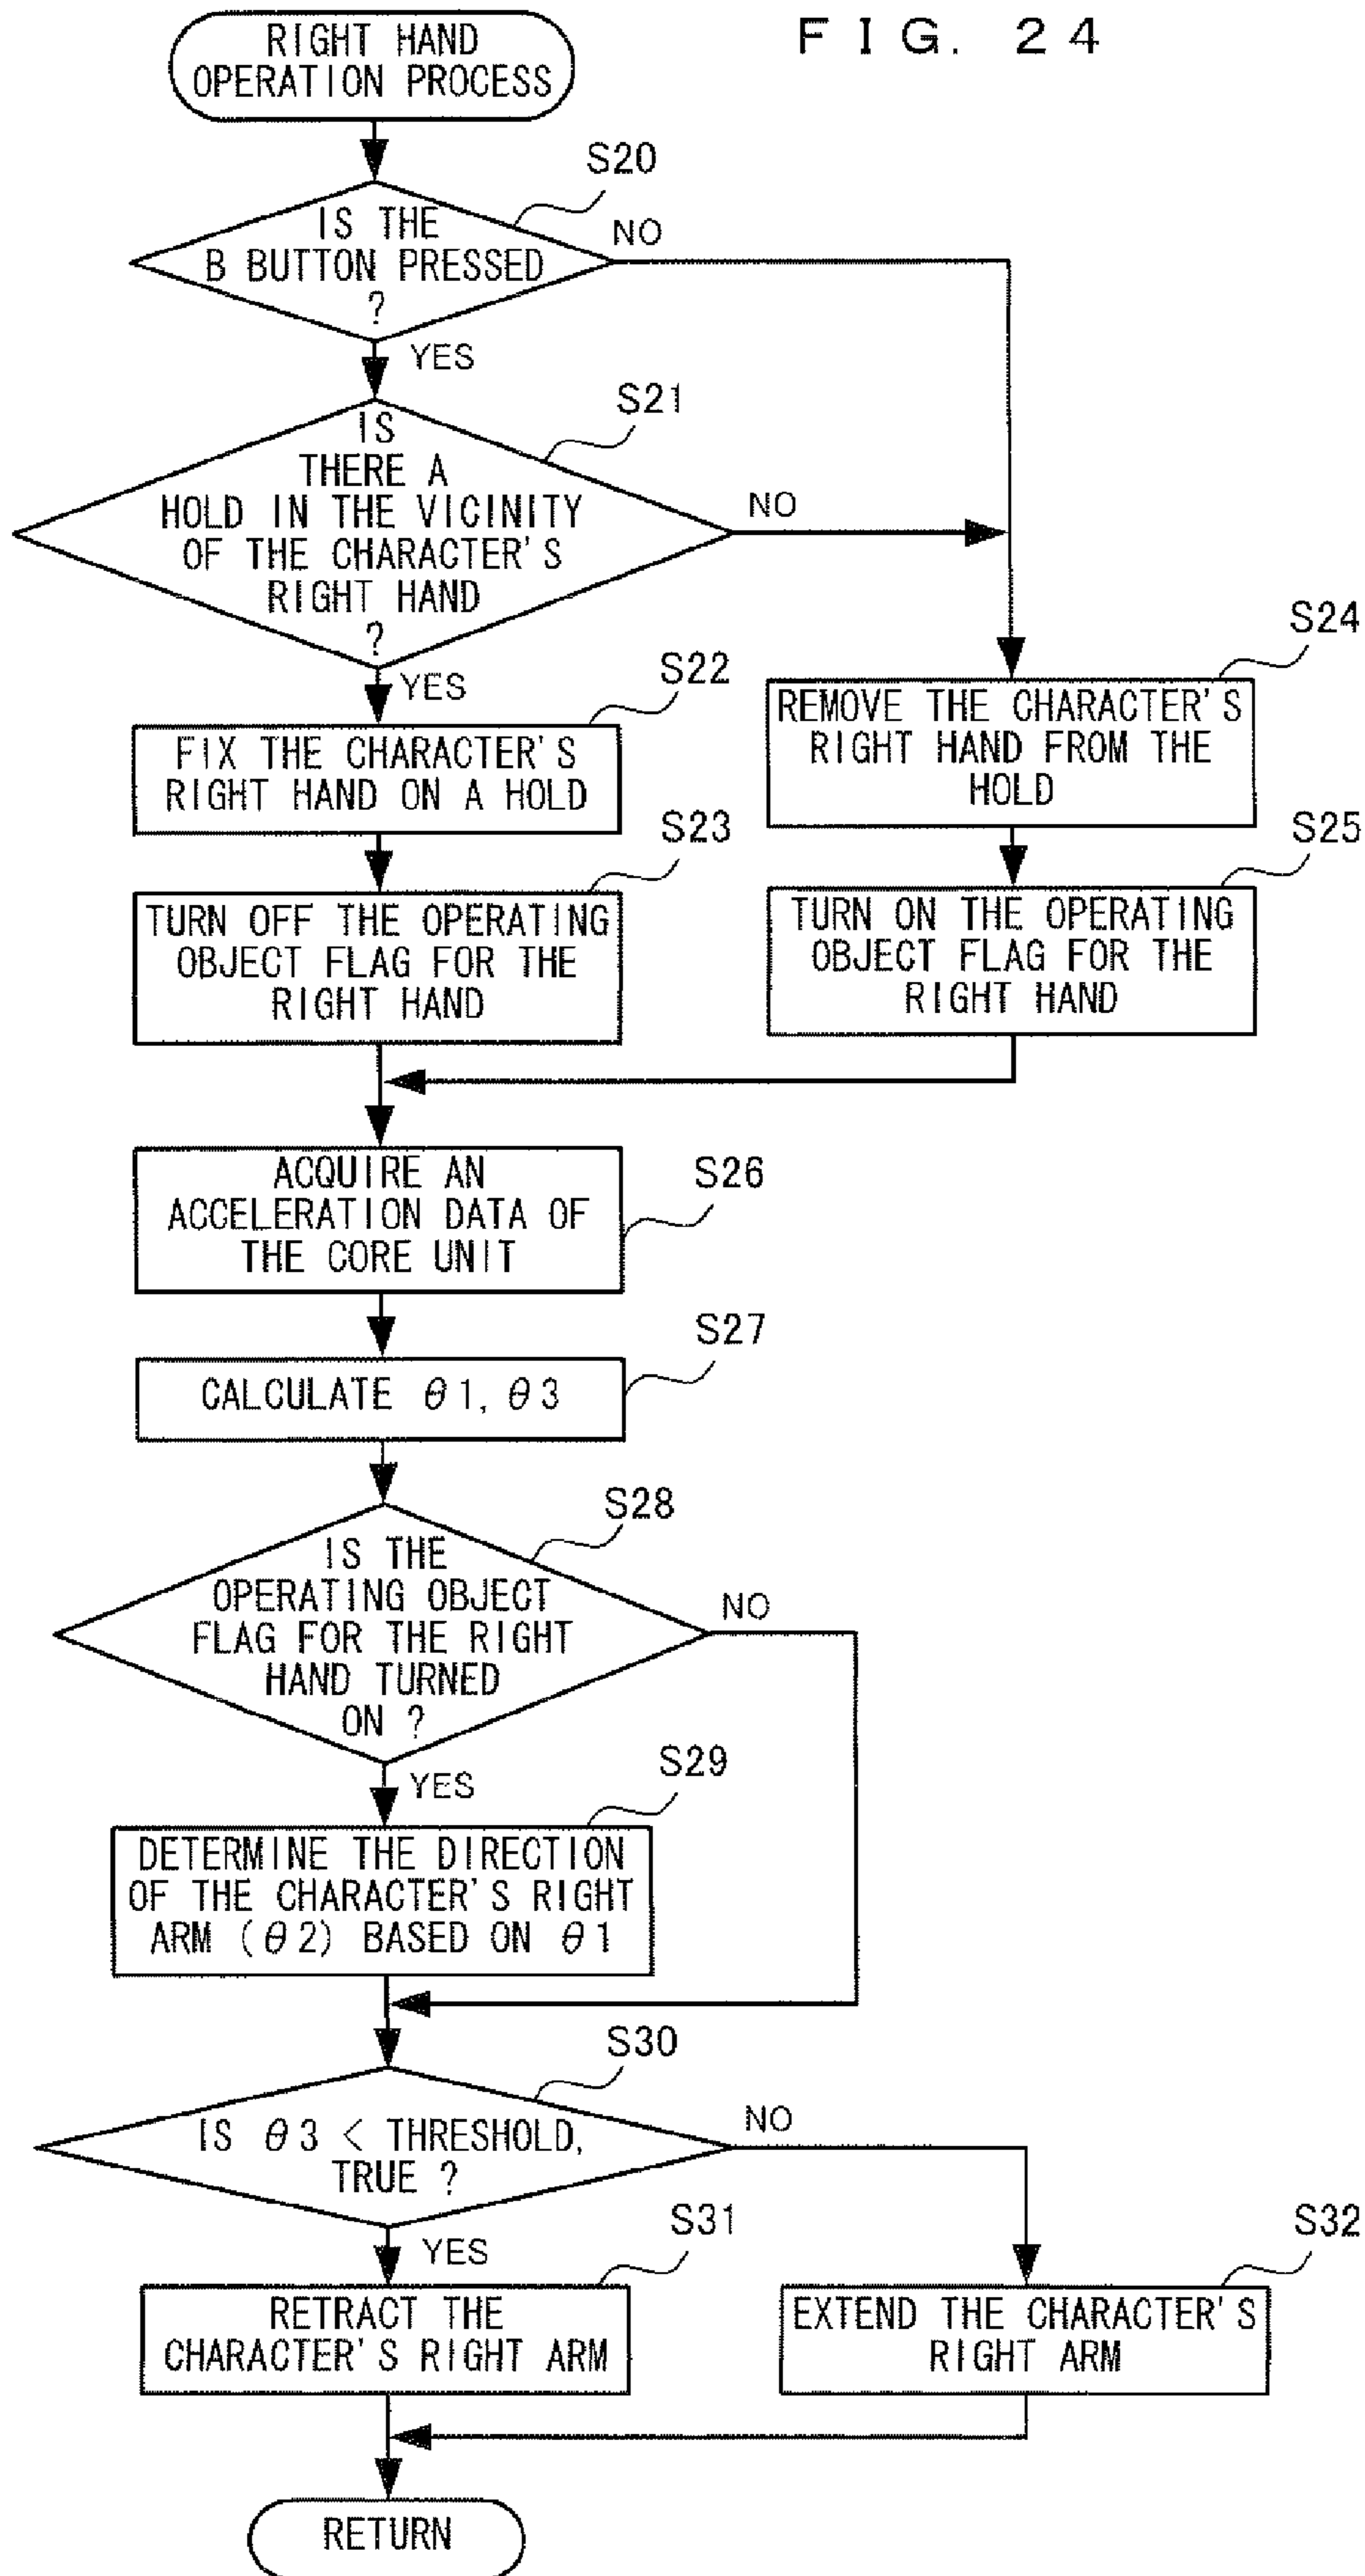 FIG. 24
RIGHT HAND
OPERATION PROCESS
S20
IS THE
B BUTTON PRESSED
?
NO
YES
S21
IS
THERE A
HOLD IN THE VICINITY
OF THE CHARACTER'S
RIGHT HAND
?
NO
YES
S22
FIX THE CHARACTER'S
RIGHT HAND ON A HOLD
S24
REMOVE THE CHARACTER'S
RIGHT HAND FROM THE
HOLD
S23
TURN OFF THE OPERATING
OBJECT FLAG FOR THE
RIGHT HAND
S25
TURN ON THE OPERATING
OBJECT FLAG FOR THE
RIGHT HAND
S26
ACQUIRE AN
ACCELERATION DATA OF
THE CORE UNIT
S27
CALCULATE θ1, θ3
S28
IS THE
OPERATING OBJECT
FLAG FOR THE RIGHT
HAND TURNED
ON ?
NO
YES
S29
DETERMINE THE DIRECTION
OF THE CHARACTER'S RIGHT
ARM (θ2) BASED ON θ1
S30
IS θ3 < THRESHOLD,
TRUE ?
NO
YES
S31
RETRACT THE
CHARACTER'S RIGHT ARM
S32
EXTEND THE CHARACTER'S
RIGHT ARM
RETURN